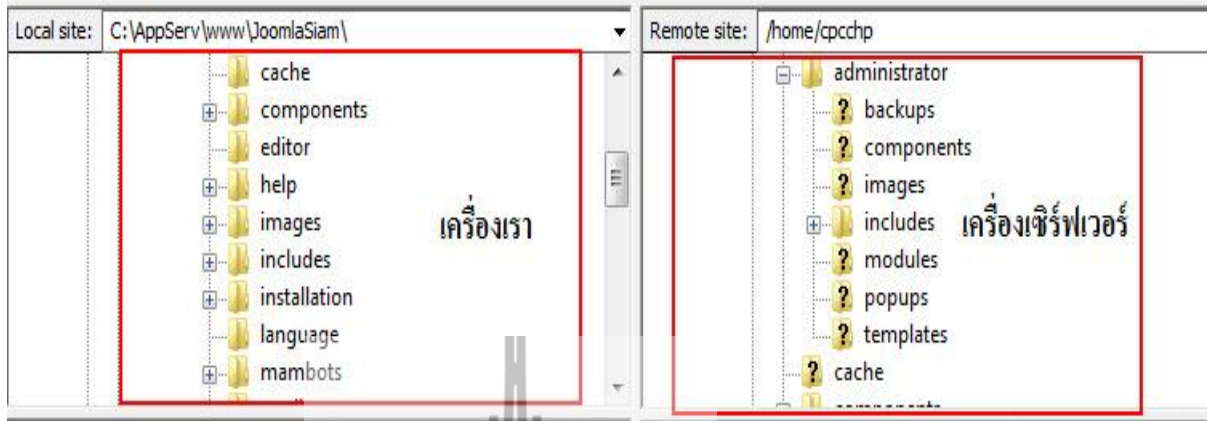 Local site: C:\AppServ\www\JoomlaSiam\
cache
components
editor
help
images
includes
installation
language
mambots
เครื่องเรา
Remote site: /home/cpcchp
administrator
backups
components
images
includes
modules
popups
templates
cache
components
เครื่องเซิร์ฟเวอร์